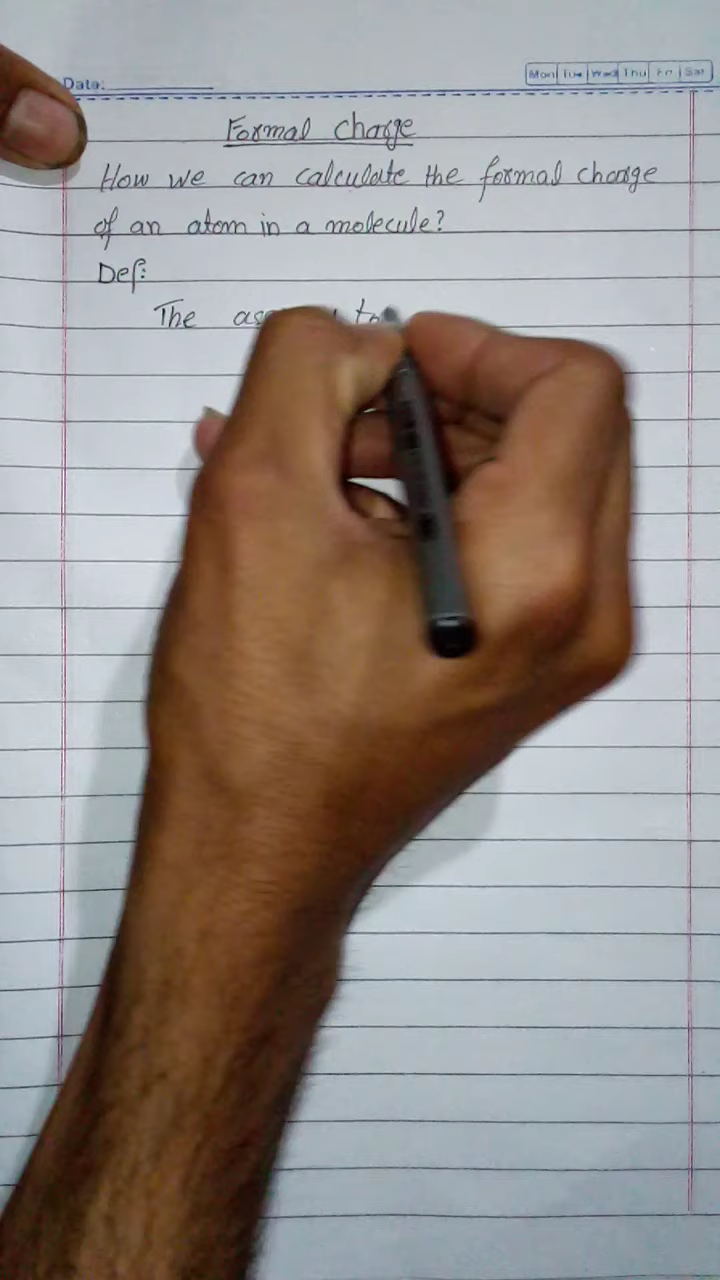 Date:
Mon Tue Wed Thu Fri Sat
Formal Charge
How we can calculate the formal charge
of an atom in a molecule?
Def:
The